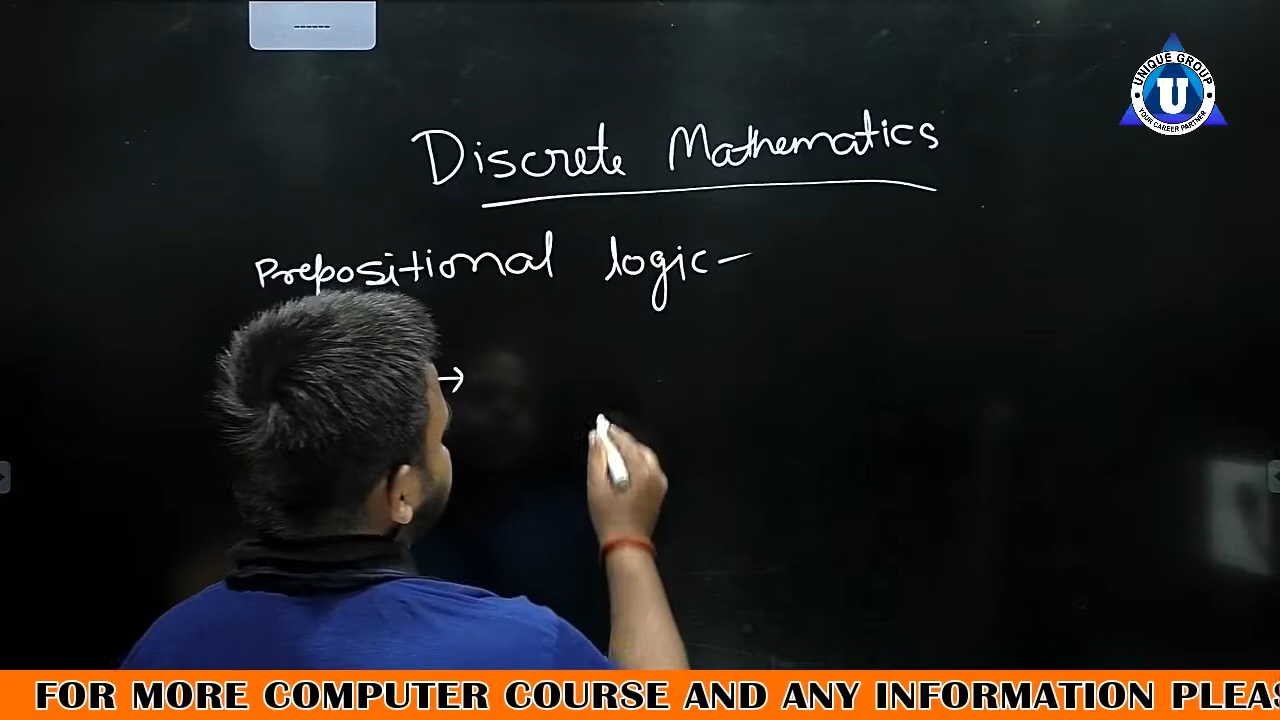 ------
UNIQUE GROUP
U
YOUR CAREER PARTNER
Discrete Mathematics
Prepositional logic-
→
FOR MORE COMPUTER COURSE AND ANY INFORMATION PLEAS